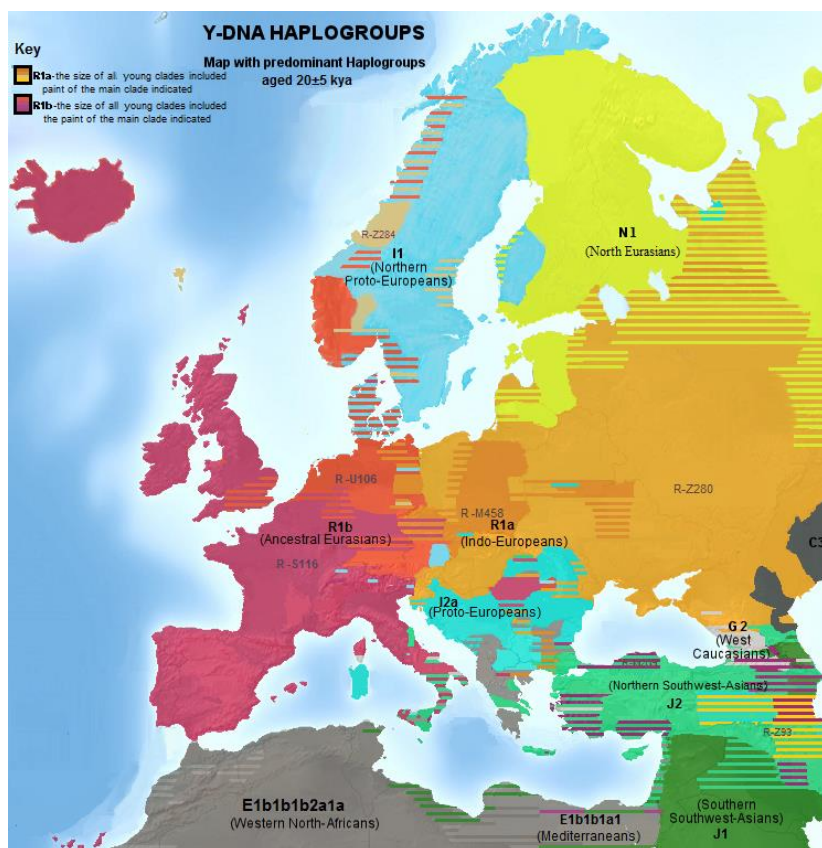 Y-DNA HAPLOGROUPS
Map with predominant Haplogroups
aged 20±5 kya
Key
R1a-the size of all young clades included
paint of the main clade indicated
R1b-the size of all young clades included
the paint of the main clade indicated
R-Z284
I1
(Northern
Proto-Europeans)
N1
(North Eurasians)
R-U106
R-Z280
R-M458
R1b
(Ancestral Eurasians)
R1a
(Indo-Europeans)
C3
R-S116
I2a
(Proto-Europeans)
G 2
(West
Caucasians)
(Northern Southwest-Asians)
J2
R-Z93
E1b1b1b2a1a
(Western North-Africans)
E1b1b1a1
(Mediterraneans)
(Southern
Southwest-Asians)
J1